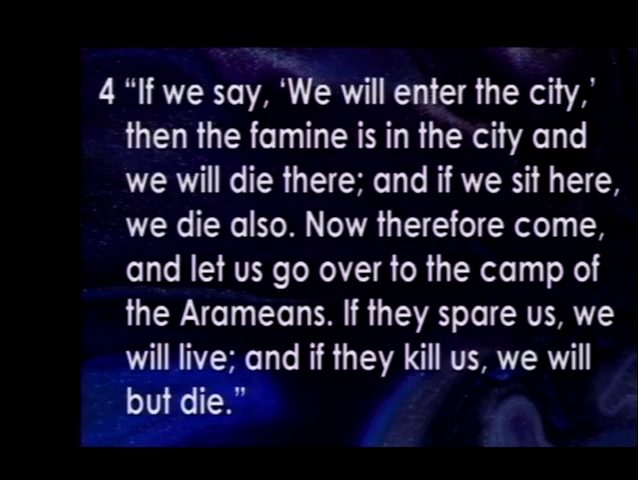 4 “If we say, ‘We will enter the city,’
then the famine is in the city and
we will die there; and if we sit here,
we die also. Now therefore come,
and let us go over to the camp of
the Arameans. If they spare us, we
will live; and if they kill us, we will
but die.”